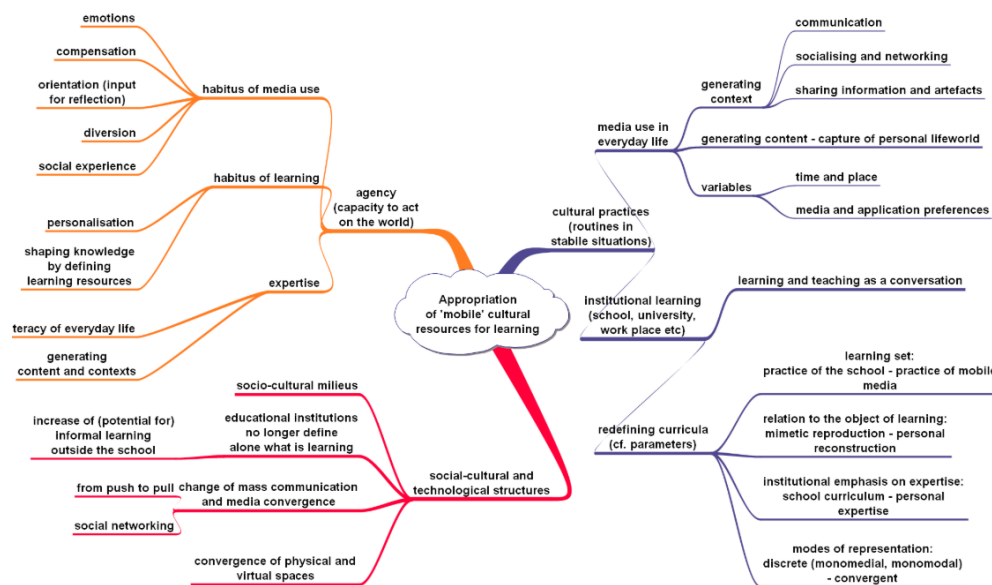 emotions
compensation
orientation (input
for reflection)
diversion
social experience
habitus of media use
habitus of learning
personalisation
shaping knowledge
by defining
learning resources
agency
(capacity to act
on the world)
expertise
teracy of everyday life
generating
content and contexts
Appropriation
of 'mobile' cultural
resources for learning
communication
socialising and networking
sharing information and artefacts
generating
context
media use in
everyday life
generating content - capture of personal lifeworld
variables
time and place
media and application preferences
cultural practices
(routines in
stabile situations)
institutional learning
(school, university,
work place etc)
learning and teaching as a conversation
redefining curricula
(cf. parameters)
learning set:
practice of the school - practice of mobile
media
relation to the object of learning:
mimetic reproduction - personal
reconstruction
institutional emphasis on expertise:
school curriculum - personal
expertise
modes of representation:
discrete (monomedial, monomodal)
- convergent
socio-cultural milieus
increase of (potential for)
informal learning
outside the school
educational institutions
no longer define
alone what is learning
from push to pull
social networking
change of mass communication
and media convergence
convergence of physical and
virtual spaces
social-cultural and
technological structures